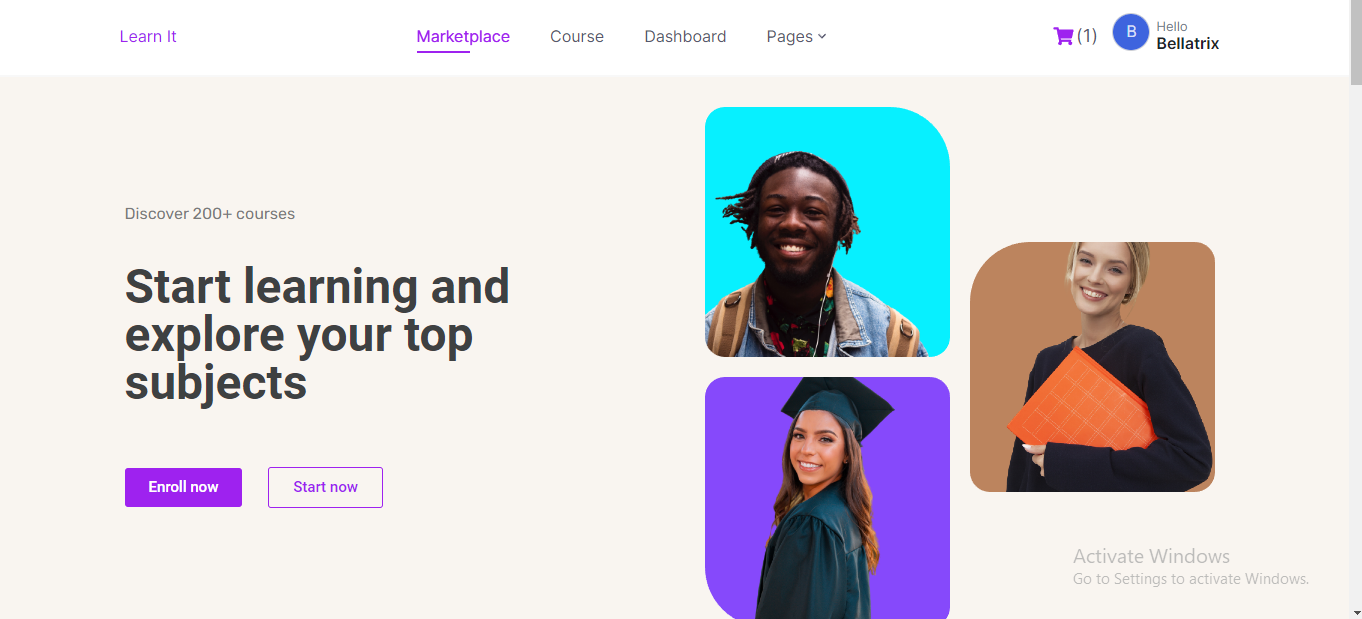 Learn It
Marketplace
Course
Dashboard
Pages
(1)
B
Hello
Bellatrix
Discover 200+ courses
Start learning and
explore your top
subjects
Enroll now
Start now
Activate Windows
Go to Settings to activate Windows.